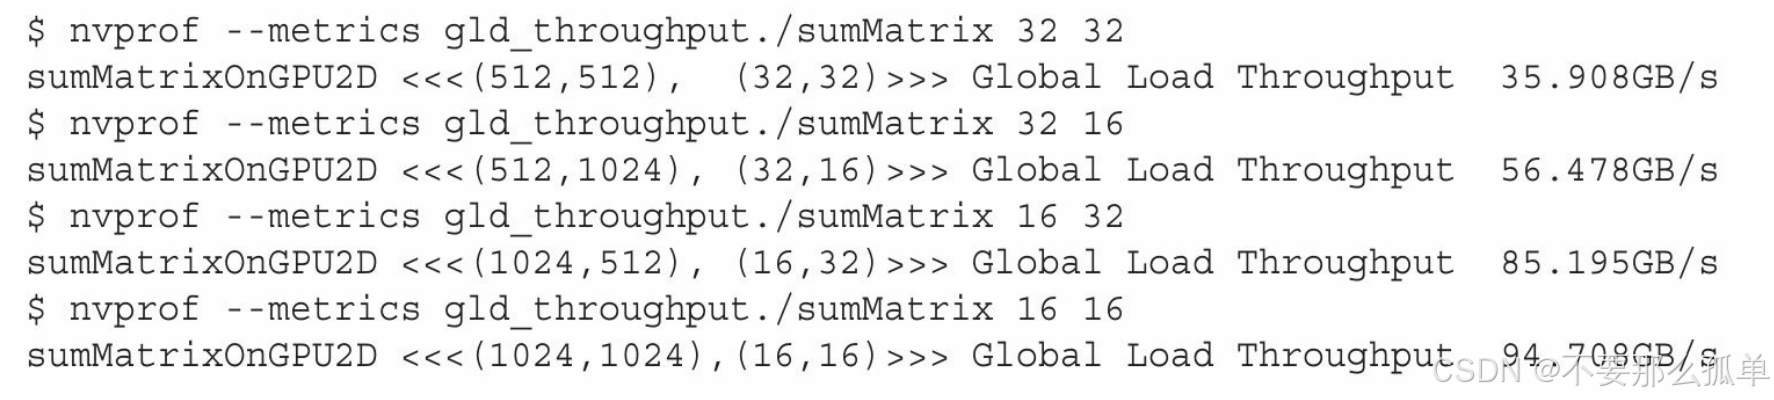 $ nvprof --metrics gld_throughput./sumMatrix 32 32
sumMatrixOnGPU2D <<<(512,512),  (32,32)>>> Global Load Throughput  35.908GB/s
$ nvprof --metrics gld_throughput./sumMatrix 32 16
sumMatrixOnGPU2D <<<(512,1024), (32,16)>>> Global Load Throughput  56.478GB/s
$ nvprof --metrics gld_throughput./sumMatrix 16 32
sumMatrixOnGPU2D <<<(1024,512), (16,32)>>> Global Load Throughput  85.195GB/s
$ nvprof --metrics gld_throughput./sumMatrix 16 16
sumMatrixOnGPU2D <<<(1024,1024),(16,16)>>> Global Load Throughput  94.708GB/s
CSDN @不要那么孤单